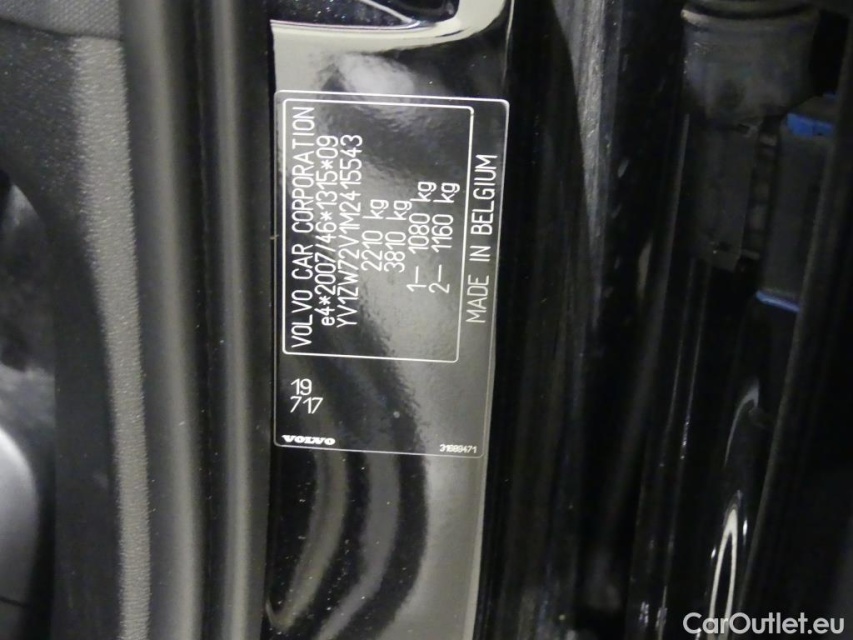 VOLVO CAR CORPORATION
e4*2007/46*1315*09
YV1ZW72V1M2415543
2210 kg
3810 kg
1– 1080 kg
2– 1160 kg
MADE IN BELGIUM
19
717
VOLVO
CarOutlet.eu